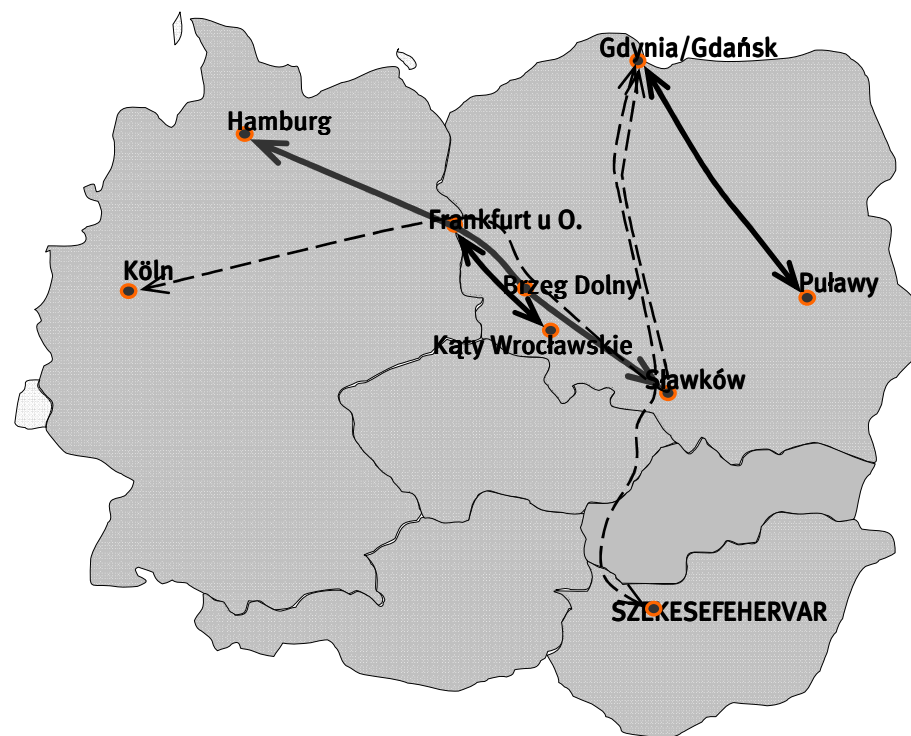 Gdynia/Gdańsk
Hamburg
Frankfurt u O.
Köln
Brzeg Dolny
Puławy
Kąty Wrocławskie
Sławków
SZEKESEFEHERVAR